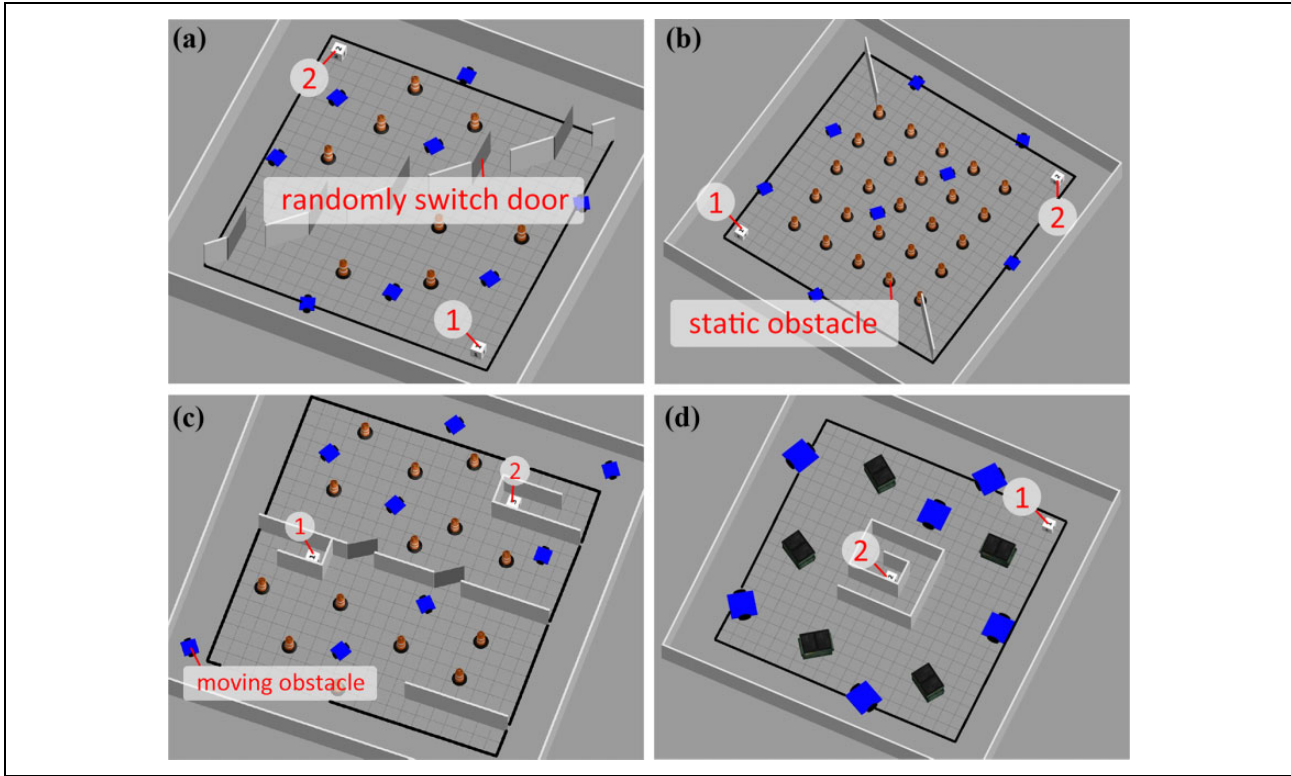 (a)
2
randomly switch door
1
(b)
1
2
static obstacle
(c)
2
1
moving obstacle
(d)
1
2